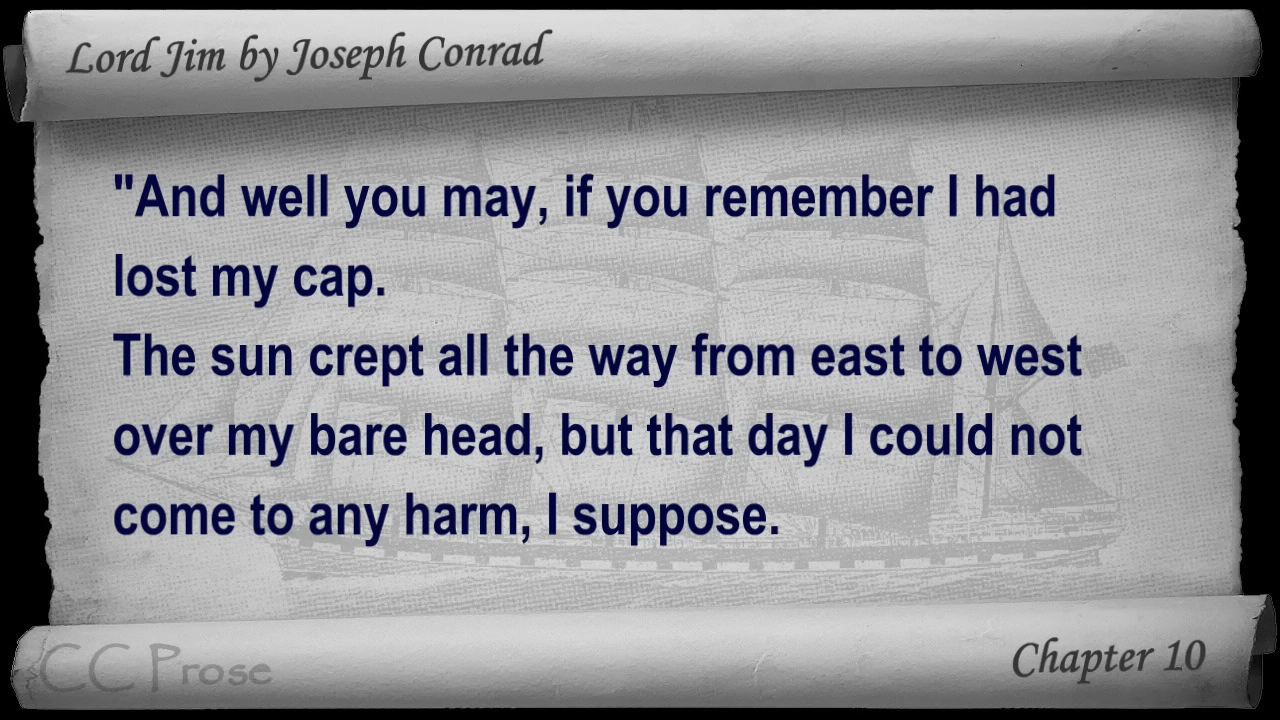 Lord Jim by Joseph Conrad
"And well you may, if you remember I had
lost my cap.
The sun crept all the way from east to west
over my bare head, but that day I could not
come to any harm, I suppose.
CC Prose
Chapter 10